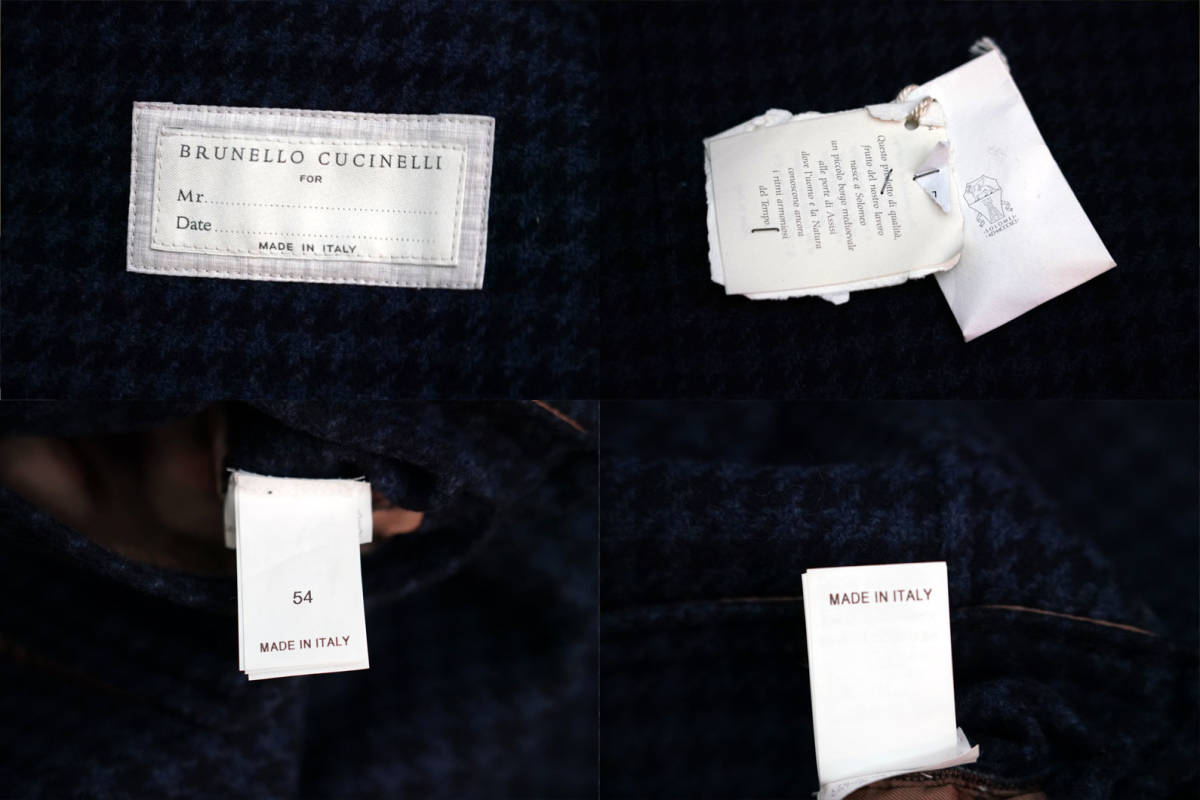 BRUNELLO CUCINELLI
FOR
Mr.
Date
MADE IN ITALY
Questo prodotto di qualità,
frutto del nostro lavoro
nasce a Solomeo
un piccolo borgo medioevale
alle porte di Assisi
dove l'uomo e la Natura
conoscono ancora
i ritmi armoniosi
del Tempo
·SOLOMEI·
54
MADE IN ITALY
MADE IN ITALY